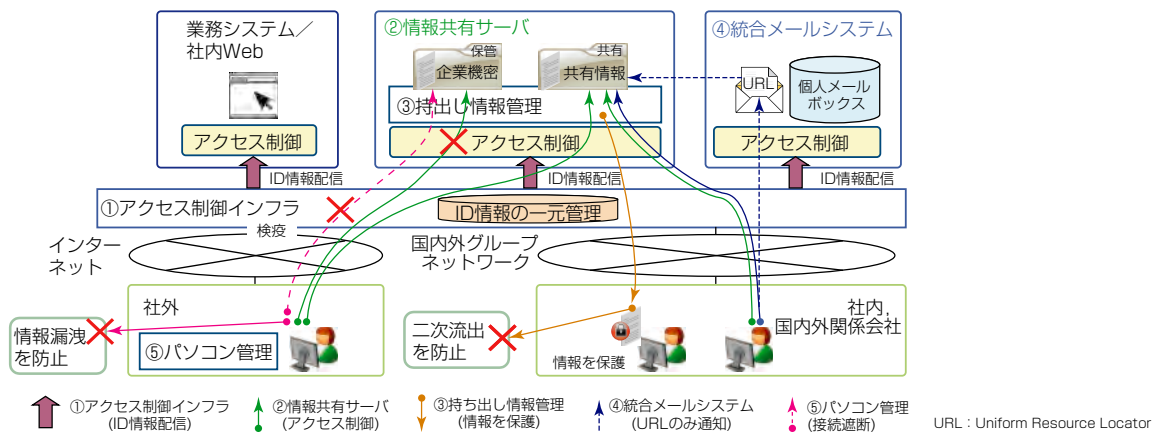 業務システム／
社内Web
②情報共有サーバ
保管
企業機密
共有
共有情報
③持出し情報管理
④統合メールシステム
URL
個人メール
ボックス
アクセス制御
アクセス制御
アクセス制御
ID情報配信
ID情報配信
ID情報配信
①アクセス制御インフラ
ID情報の一元管理
検疫
インター
ネット
国内外グループ
ネットワーク
社外
⑤パソコン管理
情報漏洩
を防止
二次流出
を防止
情報を保護
社内，
国内外関係会社
①アクセス制御インフラ
(ID情報配信)
②情報共有サーバ
(アクセス制御)
③持ち出し情報管理
(情報を保護)
④統合メールシステム
(URLのみ通知)
⑤パソコン管理
(接続遮断)
URL：Uniform Resource Locator